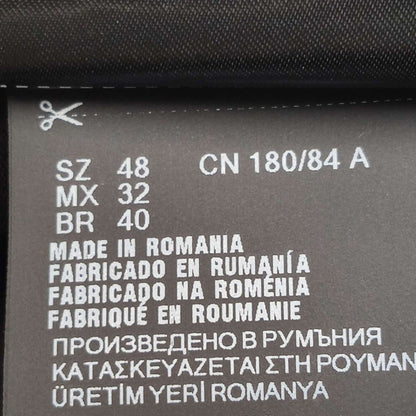 SZ 48 CN 180/84 A
MX 32
BR 40
MADE IN ROMANIA
FABRICADO EN RUMANÍA
FABRICADO NA ROMÉNIA
FABRIQUÉ EN ROUMANIE
ПРОИЗВЕДЕНО В РУМЪНИЯ
ΚΑΤΑΣΚΕΥΑΖΕΤΑΙ ΣΤΗ ΡΟΥΜΑΝ
ÜRETİM YERİ ROMANYA